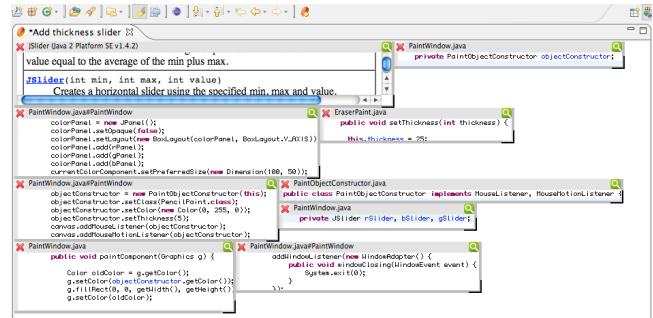 *Add thickness slider
JSlider (Java 2 Platform SE v1.4.2)
value equal to the average of the min plus max.
JSlider(int min, int max, int value)
Creates a horizontal slider using the specified min, max and value.
PaintWindow.java
private PaintObjectConstructor objectConstructor;
PaintWindow.java#PaintWindow
colorPanel = new JPanel();
colorPanel.setOpaque(false);
colorPanel.setLayout(new BoxLayout(colorPanel, BoxLayout.Y_AXIS))
colorPanel.add(rPanel);
colorPanel.add(gPanel);
colorPanel.add(bPanel);
currentColorComponent.setPreferredSize(new Dimension(100, 50));
EraserPaint.java
public void setThickness(int thickness) {
this.thickness = 25;
PaintWindow.java#PaintWindow
objectConstructor = new PaintObjectConstructor(this);
objectConstructor.setClass(PencilPaint.class);
objectConstructor.setColor(new Color(0, 255, 0));
objectConstructor.setThickness(5);
canvas.addMouseListener(objectConstructor);
canvas.addMouseMotionListener(objectConstructor);
PaintObjectConstructor.java
public class PaintObjectConstructor implements MouseListener, MouseMotionListener {
PaintWindow.java
private JSlider rSlider, bSlider, gSlider;
PaintWindow.java
public void paintComponent(Graphics g) {
Color oldColor = g.getColor();
g.setColor(objectConstructor.getColor());
g.fillRect(0, 0, getWidth(), getHeight()
g.setColor(oldColor);
PaintWindow.java#PaintWindow
addWindowListener(new WindowAdapter() {
public void windowClosing(WindowEvent event) {
System.exit(0);
}
});